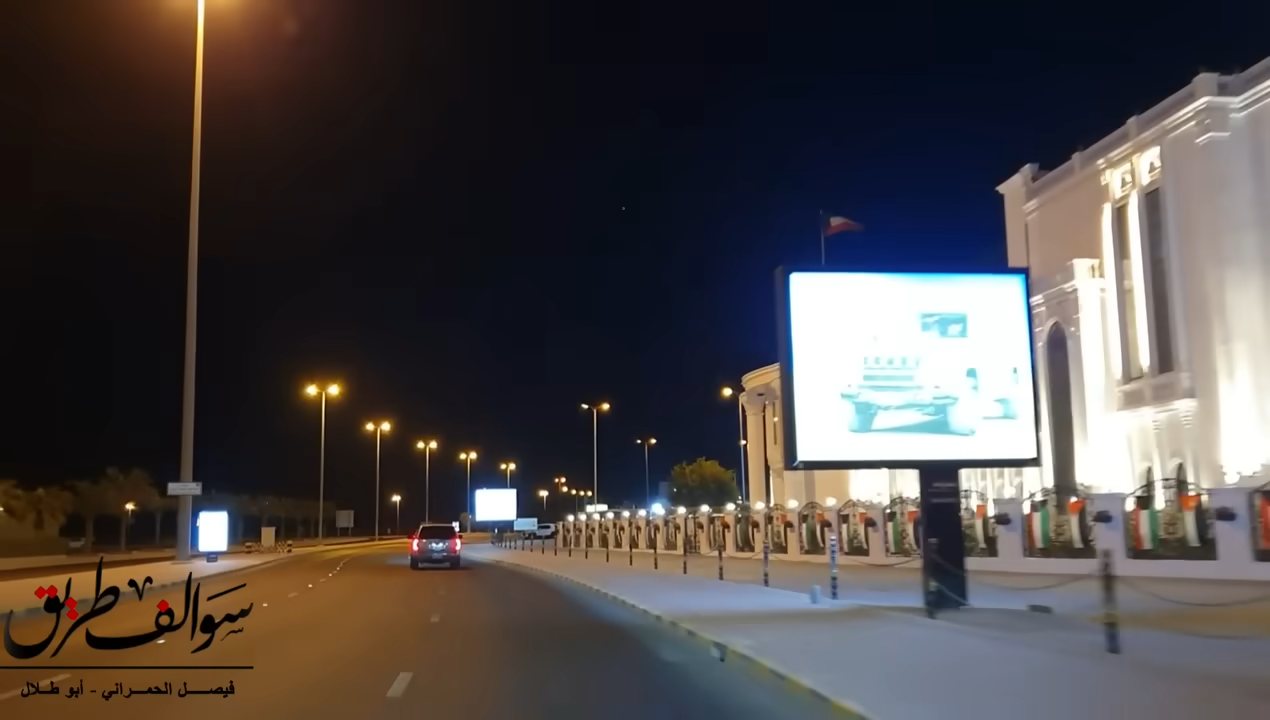 سوالف طريق
فيصل الحمراني - أبو طلال